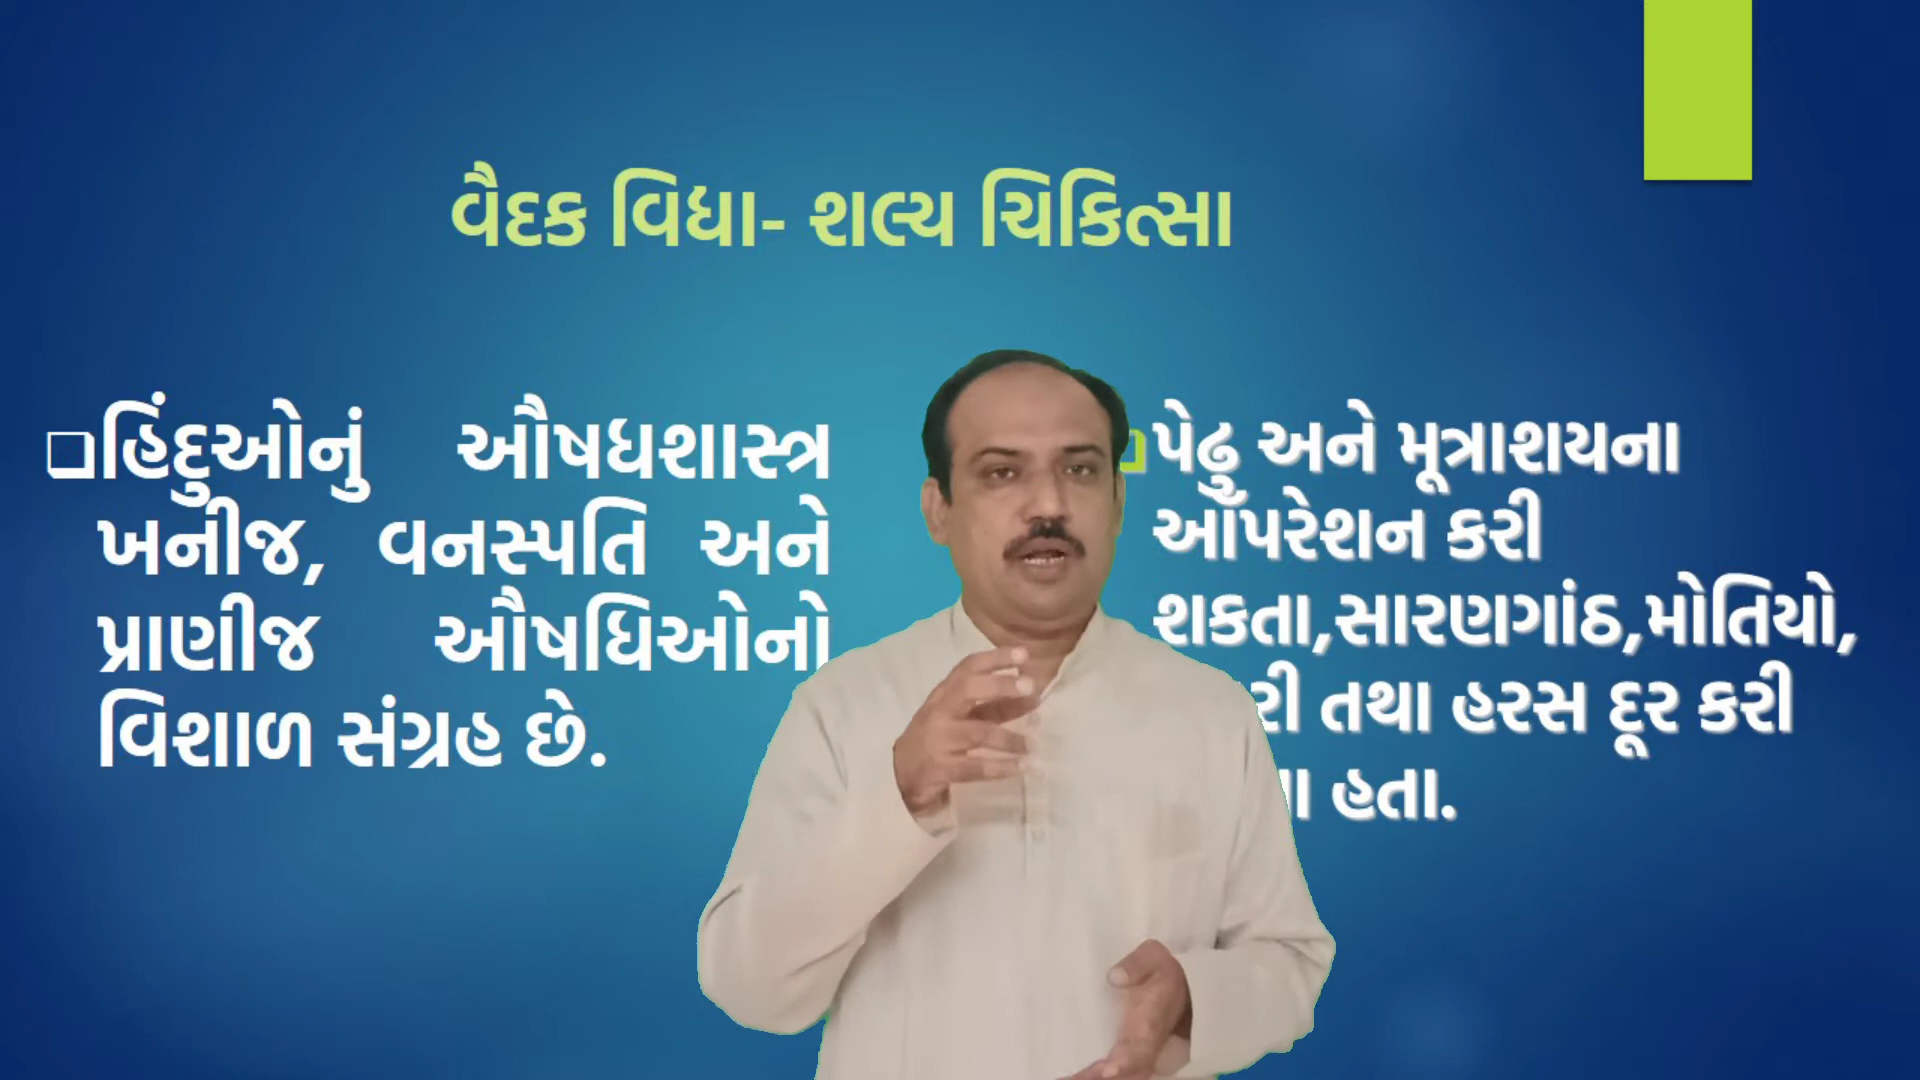 વૈદક વિદ્યા- શલ્ય ચિકિત્સા
હિંદુઓનું ઔષધશાસ્ત્ર
ખનીજ, વનસ્પતિ અને
પ્રાણીજ ઔષધિઓનો
વિશાળ સંગ્રહ છે.
પેઢુ અને મૂત્રાશયના
ઑપરેશન કરી
શકતા,સારણગાંઠ,મોતિયો,
તથા હરસ દૂર કરી
હતા.